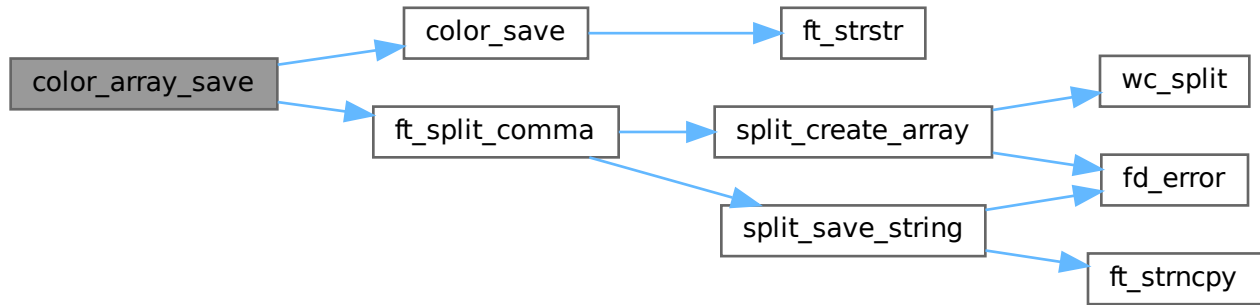 color_array_save
color_save
ft_strstr
ft_split_comma
split_create_array
wc_split
fd_error
split_save_string
ft_strncpy